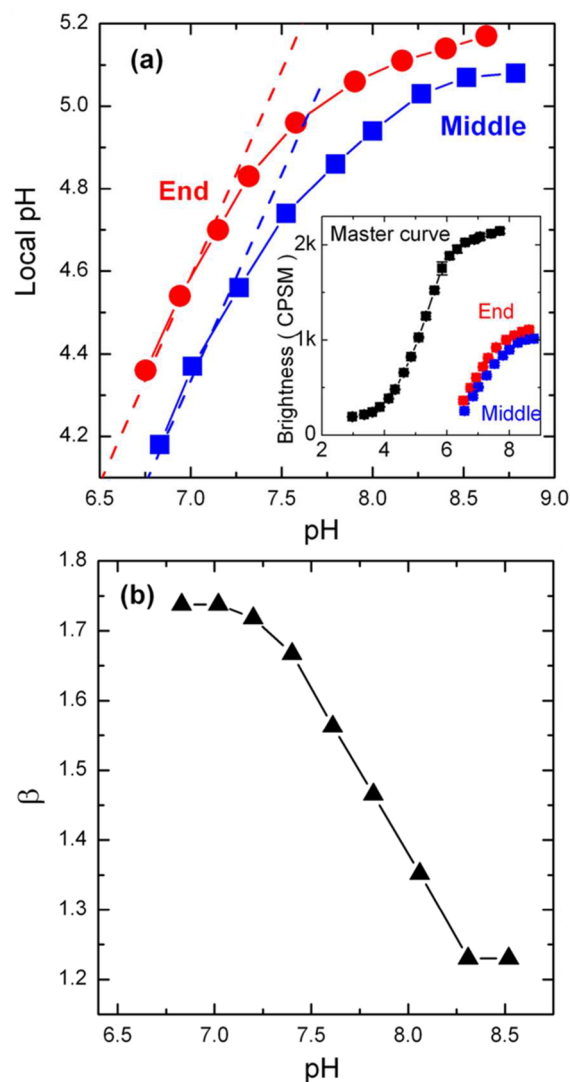 (a)
5.2
5.0
4.8
4.6
4.4
4.2
Local pH
End
Middle
Master curve
2k
1k
0
Brightness (CPSM)
End
Middle
2 4 6 8
6.5 7.0 7.5 8.0 8.5 9.0
pH
(b)
1.8
1.7
1.6
1.5
1.4
1.3
1.2
β
6.5 7.0 7.5 8.0 8.5
pH